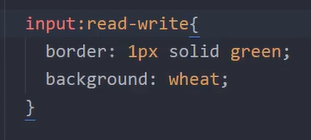 input:read-write{
  border: 1px solid green;
  background: wheat;
}